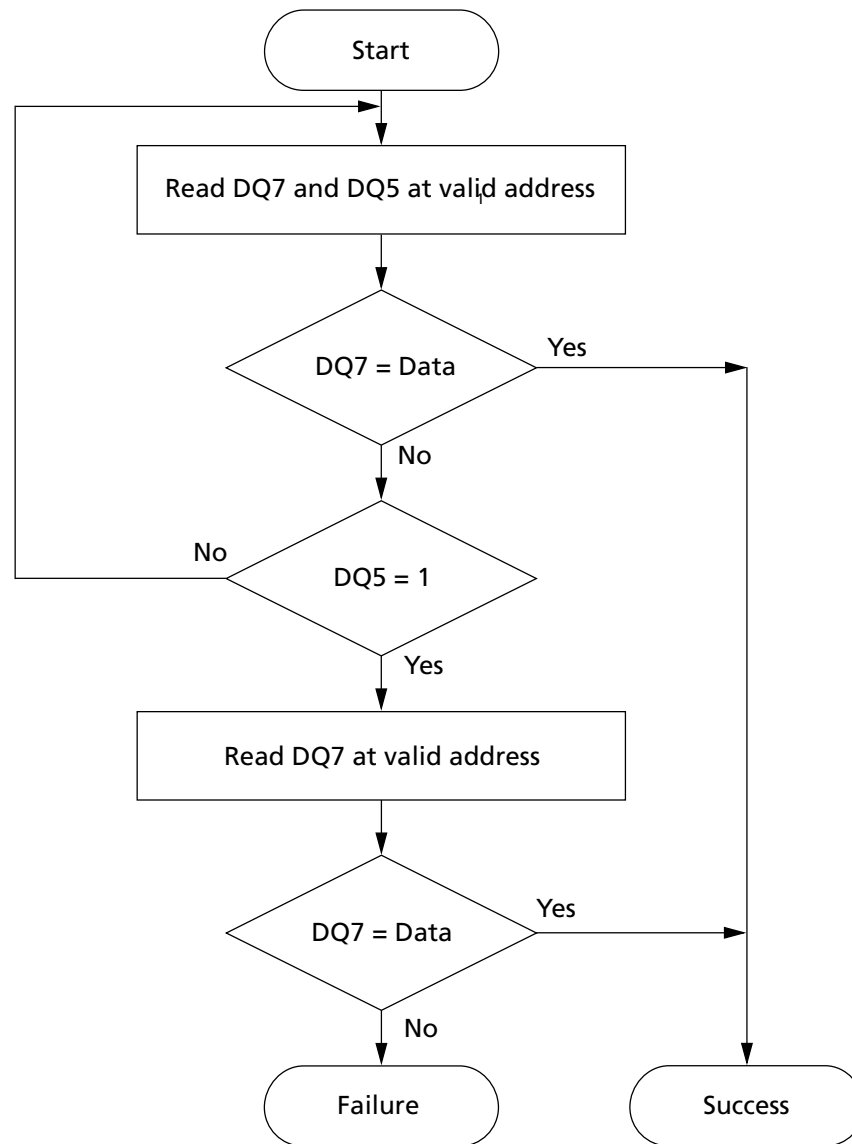 Start
Read DQ7 and DQ5 at valid address
1
DQ7 = Data
Yes
No
No
DQ5 = 1
Yes
Read DQ7 at valid address
DQ7 = Data
Yes
No
Failure
Success